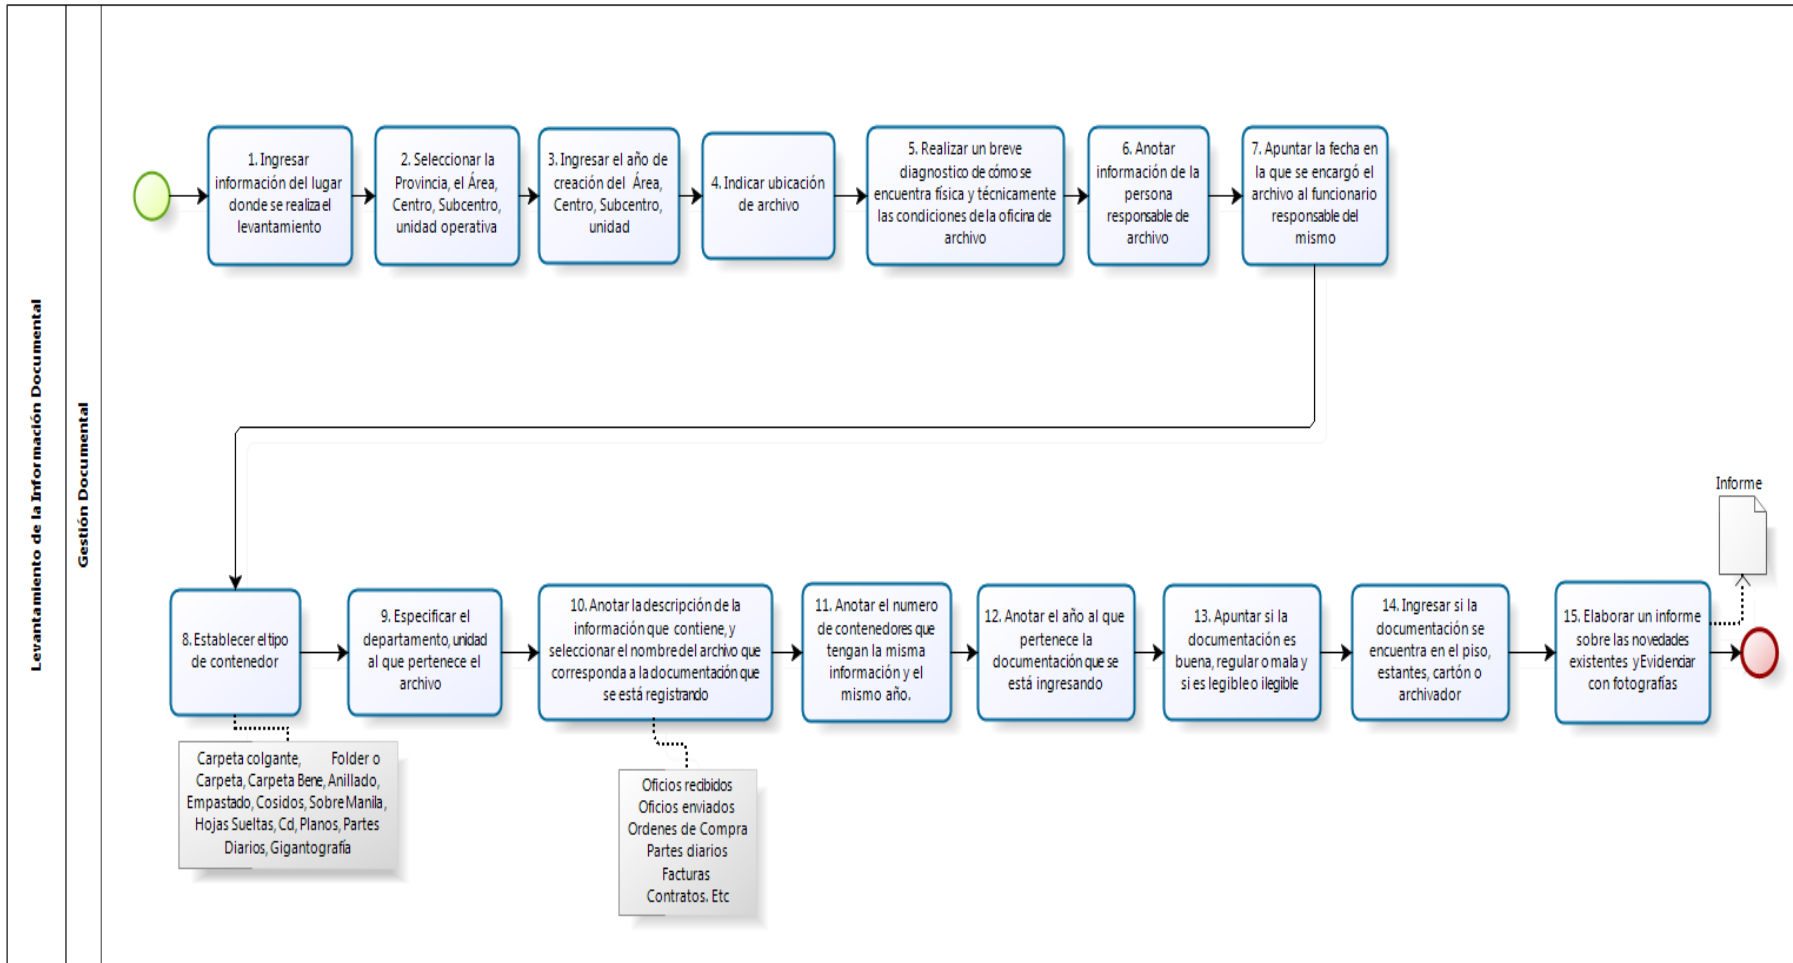 Levantamiento de la Información Documental
Gestión Documental
1. Ingresar
información del lugar
donde se realiza el
levantamiento
2. Seleccionar la
Provincia, el Área,
Centro, Subcentro,
unidad operativa
3. Ingresar el año de
creación del Área,
Centro, Subcentro,
unidad
4. Indicar ubicación
de archivo
5. Realizar un breve
diagnostico de cómo se
encuentra física y técnicamente
las condiciones de la oficina de
archivo
6. Anotar
información de la
persona
responsable de
archivo
7. Apuntar la fecha en
la que se encargó el
archivo al funcionario
responsable del
mismo
8. Establecer el tipo
de contenedor
9. Especificar el
departamento, unidad
al que pertenece el
archivo
10. Anotar la descripción de la
información que contiene, y
seleccionar el nombre del archivo que
corresponda a la documentación que
se está registrando
11. Anotar el numero
de contenedores que
tengan la misma
información y el
mismo año.
12. Anotar el año al que
pertenece la
documentación que se
está ingresando
13. Apuntar si la
documentación es
buena, regular o mala y
si es legible o ilegible
14. Ingresar si la
documentación se
encuentra en el piso,
estantes, cartón o
archivador
15. Elaborar un informe
sobre las novedades
existentes y Evidenciar
con fotografías
Informe
Carpeta colgante, Folder o
Carpeta, Carpeta Bene, Anillado,
Empastado, Cosidos, Sobre Manila,
Hojas Sueltas, Cd, Planos, Partes
Diarios, Gigantografía
Oficios recibidos
Oficios enviados
Ordenes de Compra
Partes diarios
Facturas
Contratos. Etc